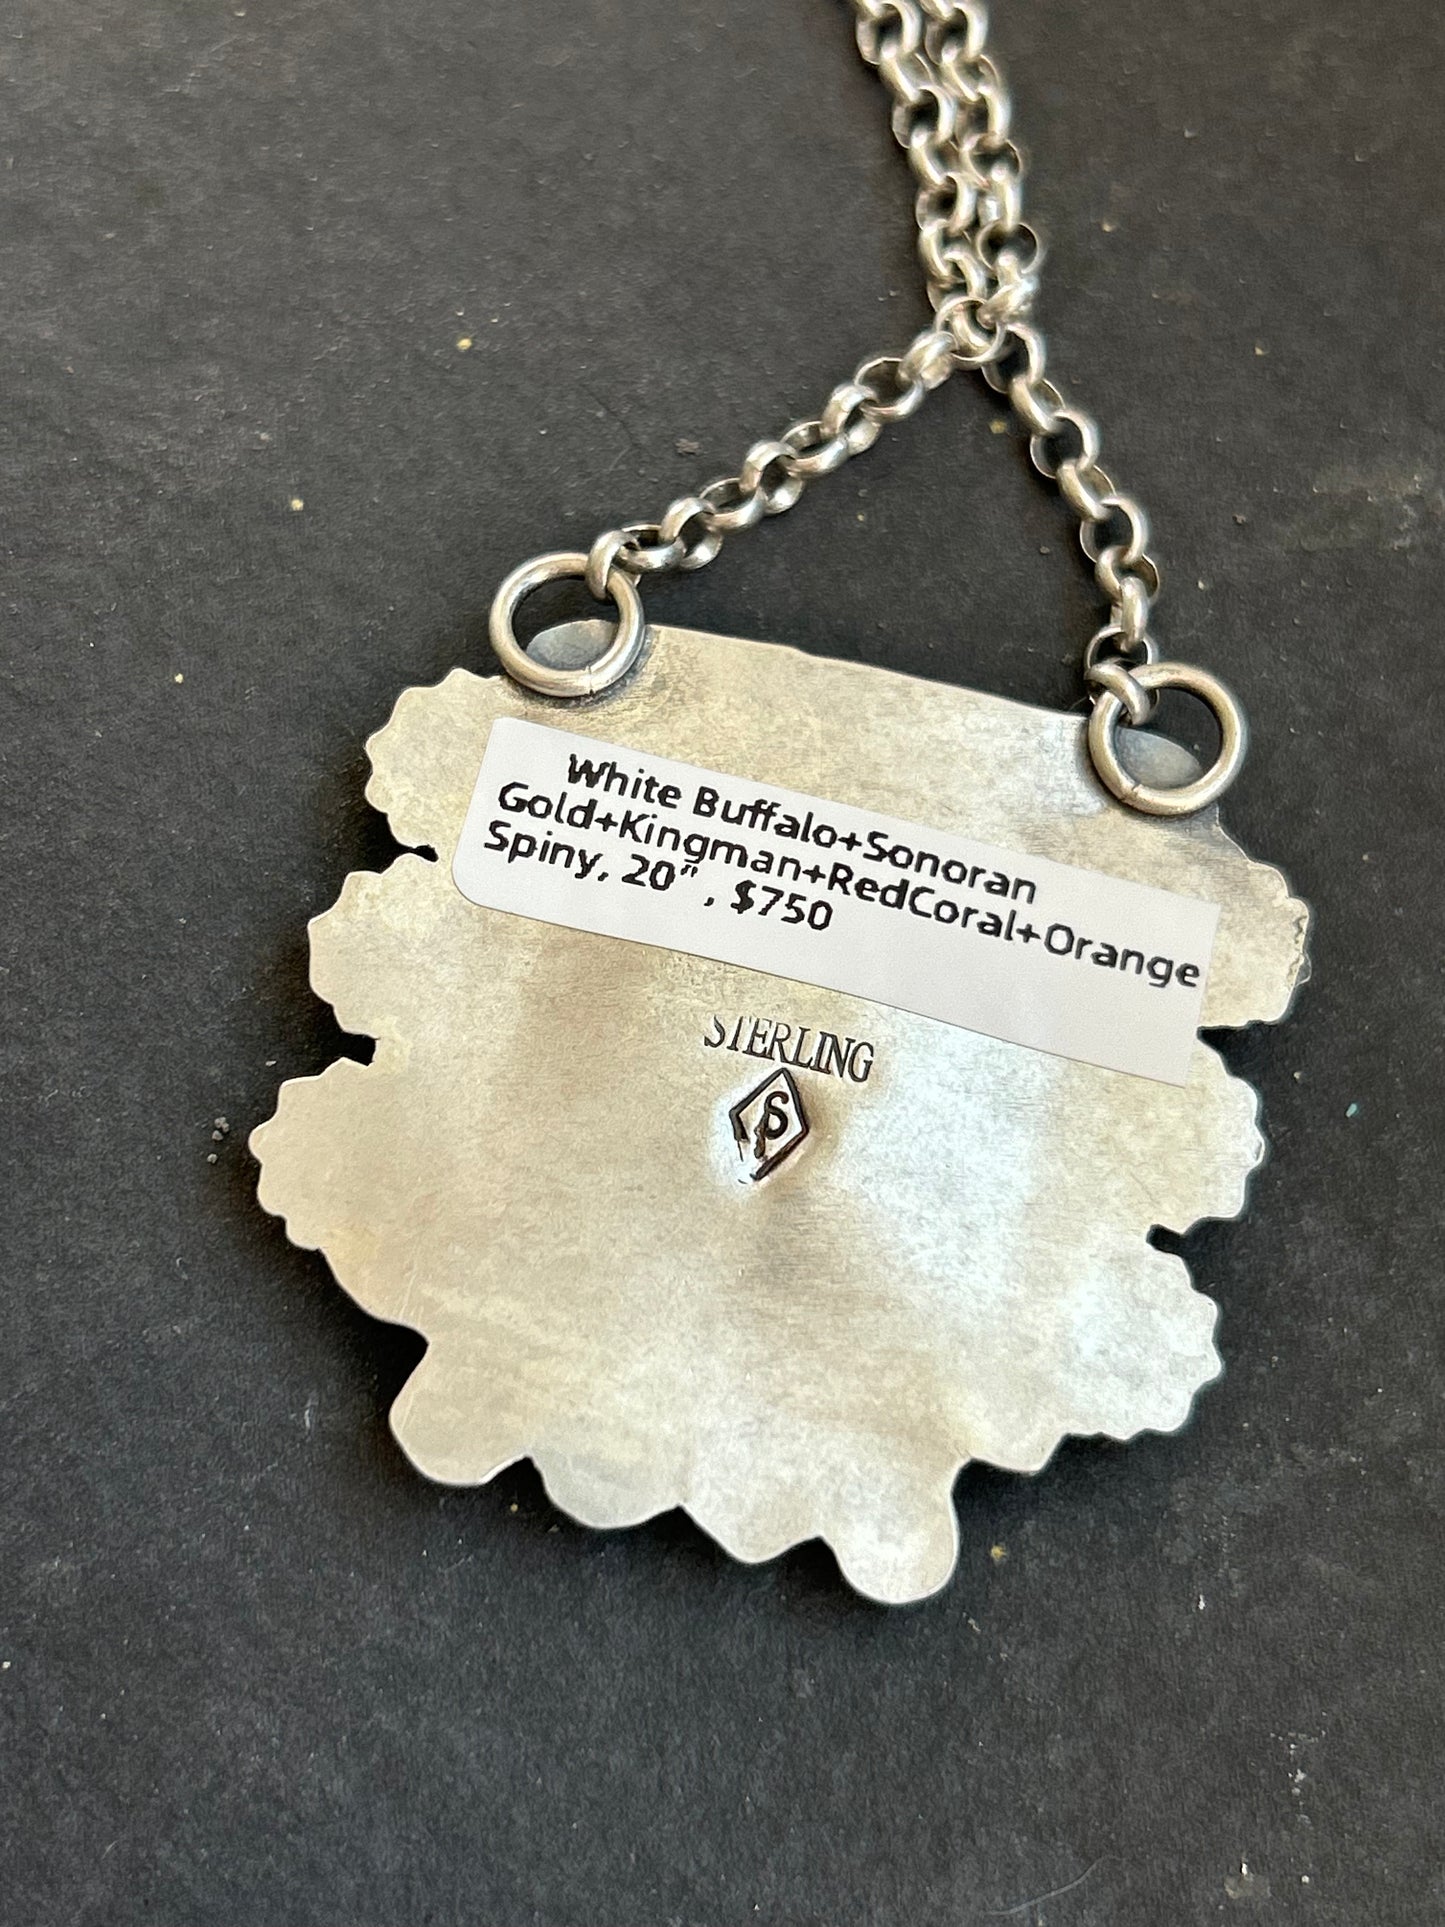 White Buffalo+Sonoran
Gold+Kingman+RedCoral+Orange
Spiny, 20", $750
STERLING
S